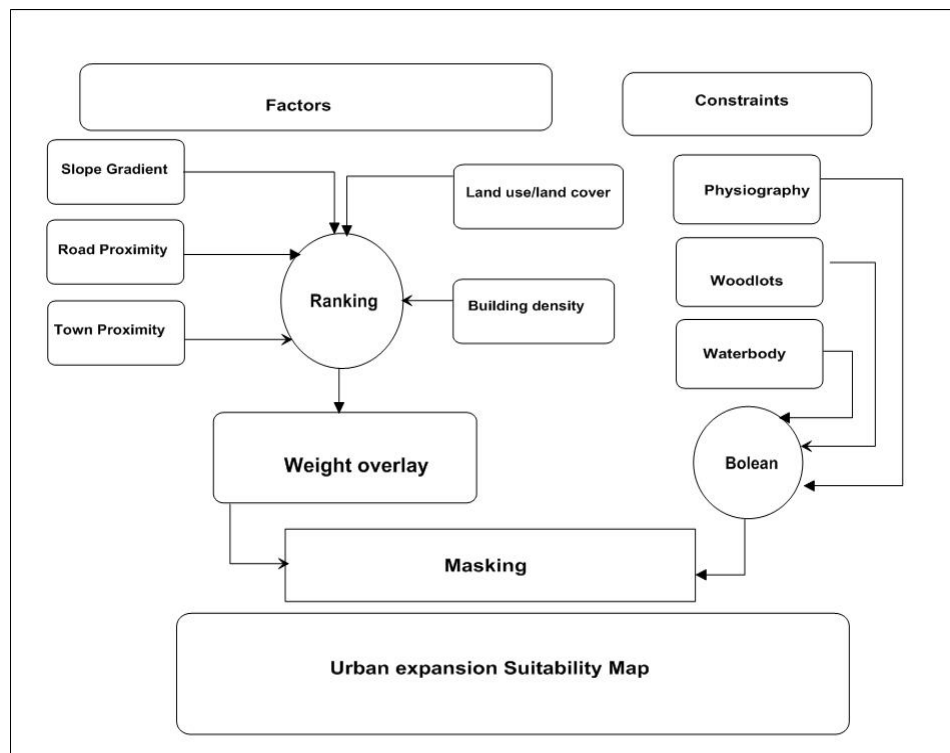 Factors
Constraints
Slope Gradient
Land use/land cover
Physiography
Road Proximity
Ranking
Building density
Woodlots
Town Proximity
Waterbody
Weight overlay
Bolean
Masking
Urban expansion Suitability Map